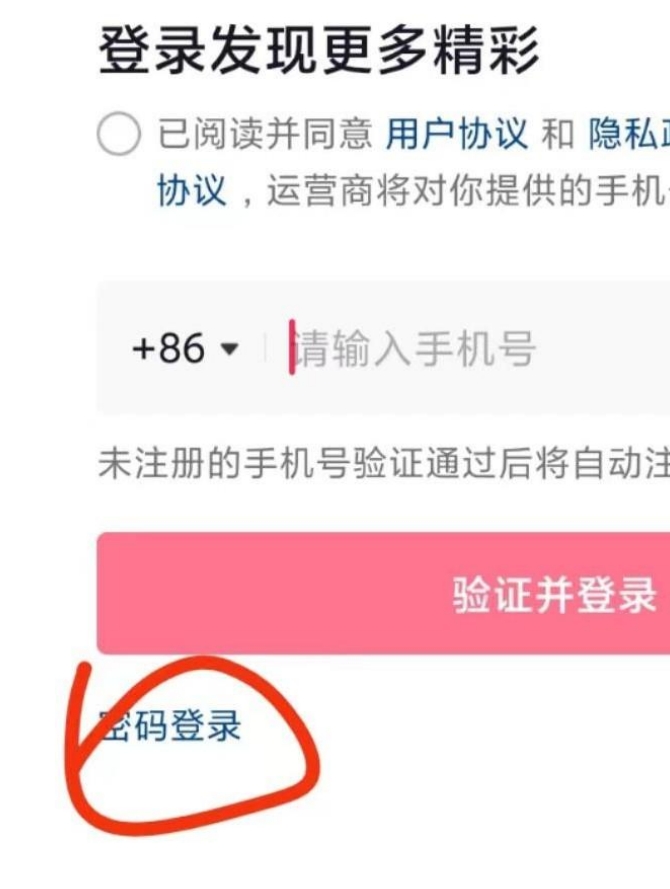 登录发现更多精彩
已阅读并同意 用户协议 和 隐私
协议，运营商将对你提供的手机
+86 请输入手机号
未注册的手机号验证通过后将自动注
验证并登录
密码登录